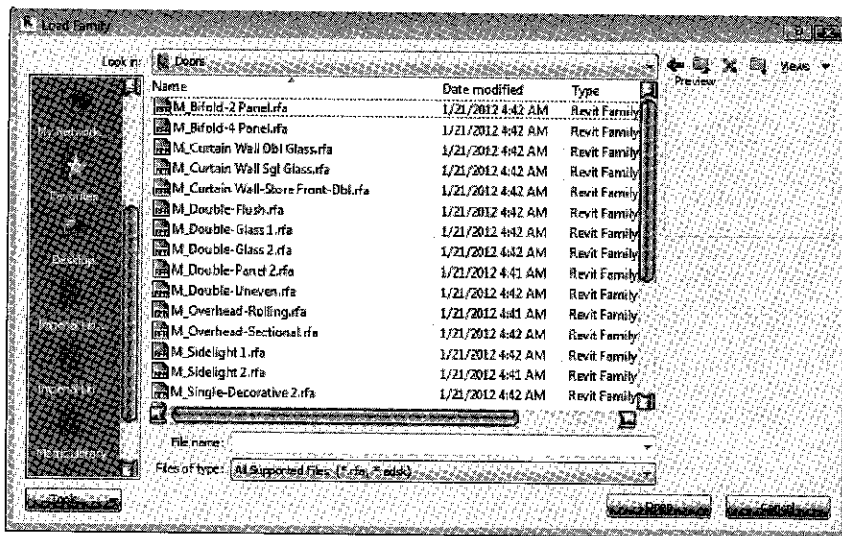 Load Family
Look in: Doors
Views
Preview
Name Date modified Type
M_Bifold-2 Panel.rfa 1/21/2012 4:42 AM Revit Family
M_Bifold-4 Panel.rfa 1/21/2012 4:42 AM Revit Family
M_Curtain Wall Dbl Glass.rfa 1/21/2012 4:42 AM Revit Family
M_Curtain Wall Sgl Glass.rfa 1/21/2012 4:42 AM Revit Family
M_Curtain Wall-Store Front-Dbl.rfa 1/21/2012 4:42 AM Revit Family
M_Double-Flush.rfa 1/21/2012 4:42 AM Revit Family
M_Double-Glass 1.rfa 1/21/2012 4:42 AM Revit Family
M_Double-Glass 2.rfa 1/21/2012 4:42 AM Revit Family
M_Double-Panel 2.rfa 1/21/2012 4:41 AM Revit Family
M_Double-Uneven.rfa 1/21/2012 4:42 AM Revit Family
M_Overhead-Rolling.rfa 1/21/2012 4:41 AM Revit Family
M_Overhead-Sectional.rfa 1/21/2012 4:42 AM Revit Family
M_Sidelight 1.rfa 1/21/2012 4:42 AM Revit Family
M_Sidelight 2.rfa 1/21/2012 4:41 AM Revit Family
M_Single-Decorative 2.rfa 1/21/2012 4:42 AM Revit Family
My Network
Favorites
Desktop
File name:
Files of type: All Supported Files (*.rfa, *.adsk)
Tools
Open
Cancel